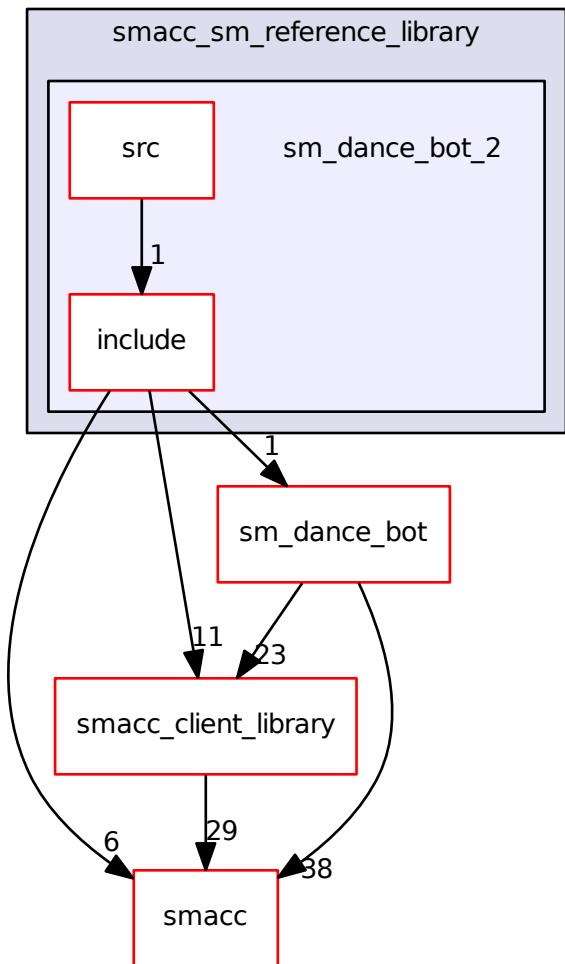 smacc_sm_reference_library
src
sm_dance_bot_2
1
include
1
sm_dance_bot
11
23
smacc_client_library
29
6
38
smacc